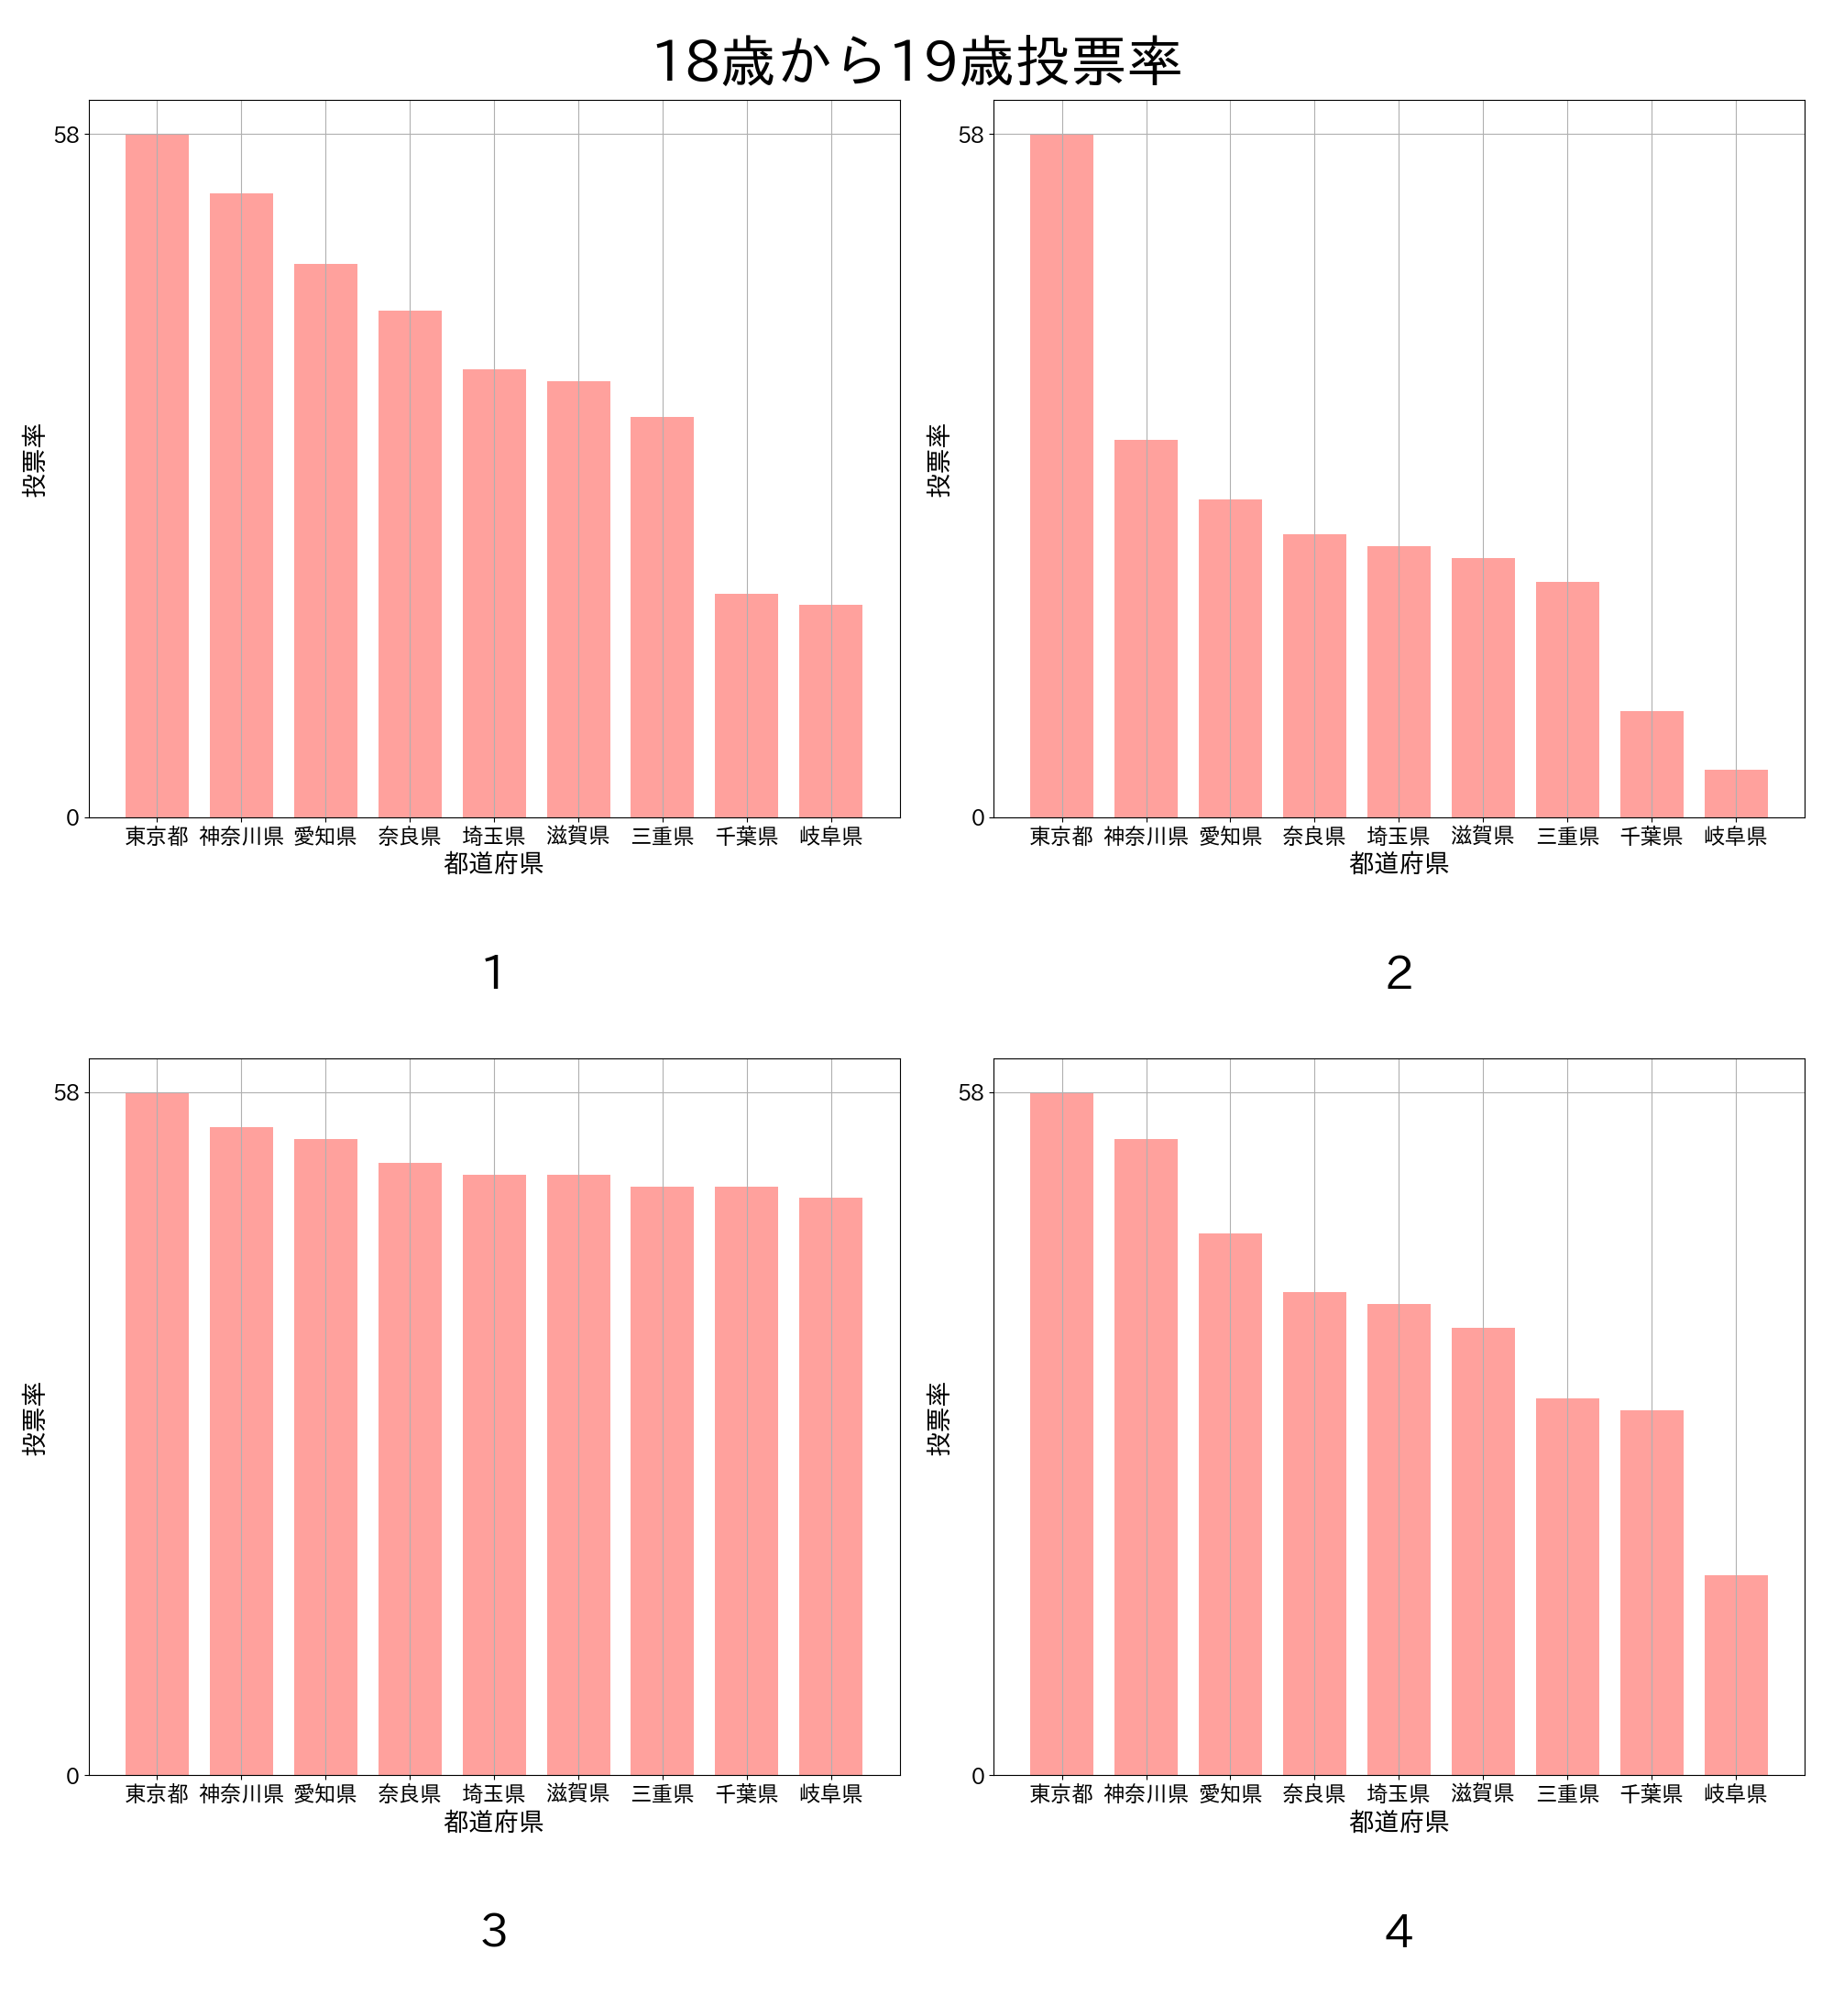 18歳から19歳投票率
58
0
投票率
東京都 神奈川県 愛知県 奈良県 埼玉県 滋賀県 三重県 千葉県 岐阜県
都道府県
1
58
0
投票率
東京都 神奈川県 愛知県 奈良県 埼玉県 滋賀県 三重県 千葉県 岐阜県
都道府県
2
58
0
投票率
東京都 神奈川県 愛知県 奈良県 埼玉県 滋賀県 三重県 千葉県 岐阜県
都道府県
3
58
0
投票率
東京都 神奈川県 愛知県 奈良県 埼玉県 滋賀県 三重県 千葉県 岐阜県
都道府県
4